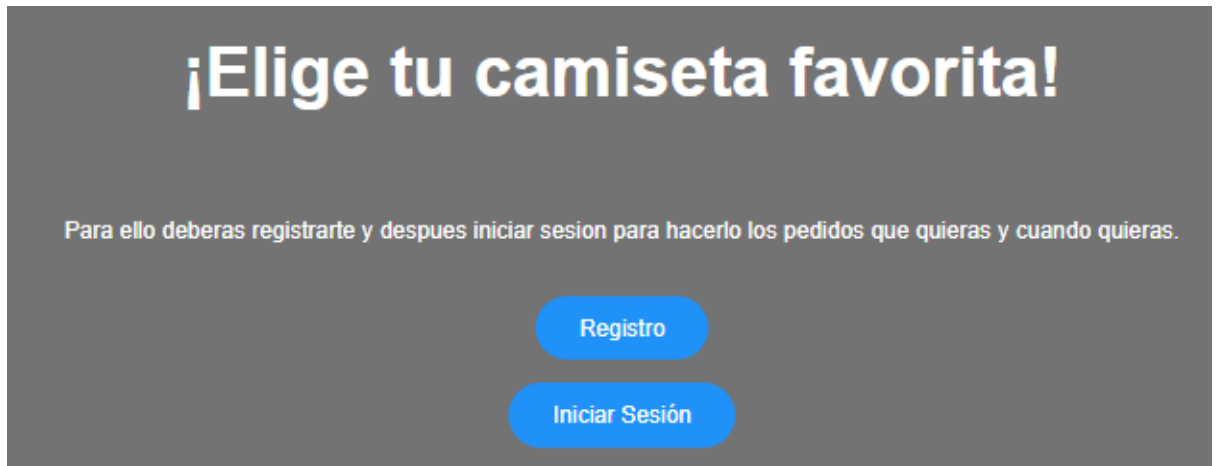 ¡Elige tu camiseta favorita!
Para ello deberas registrarte y despues iniciar sesion para hacerlo los pedidos que quieras y cuando quieras.
Registro
Iniciar Sesión